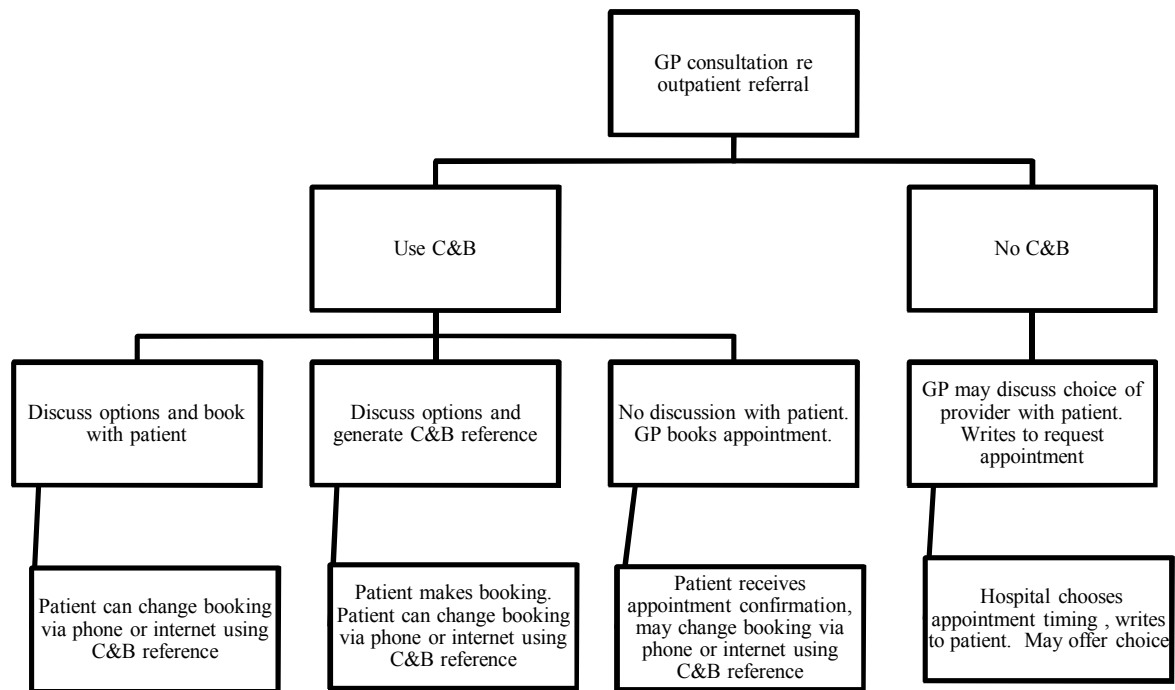 GP consultation re
outpatient referral
Use C&B
No C&B
Discuss options and book
with patient
Discuss options and
generate C&B reference
No discussion with patient.
GP books appointment.
GP may discuss choice of
provider with patient.
Writes to request
appointment
Patient can change booking
via phone or internet using
C&B reference
Patient makes booking.
Patient can change booking
via phone or internet using
C&B reference
Patient receives
appointment confirmation,
may change booking via
phone or internet using
C&B reference
Hospital chooses
appointment timing , writes
to patient.  May offer choice